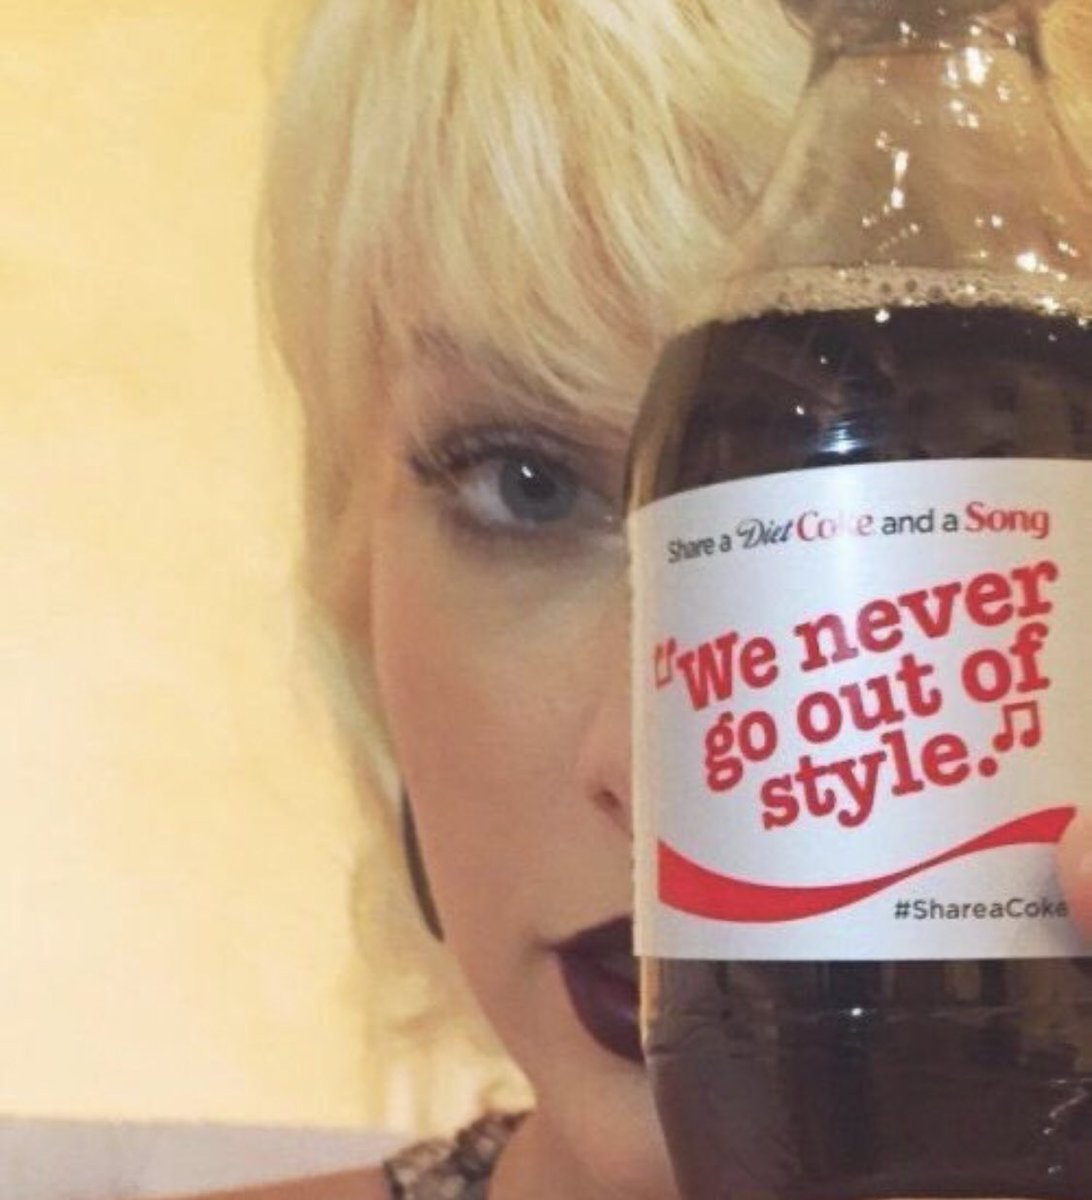 Share a Diet Coke and a Song
"We never
go out of
style.♫
#ShareaCoke